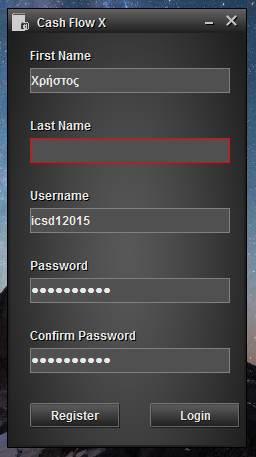 Cash Flow X
First Name
Χρήστος
Last Name
Username
icsd12015
Password
••••••••••
Confirm Password
••••••••••
Register Login